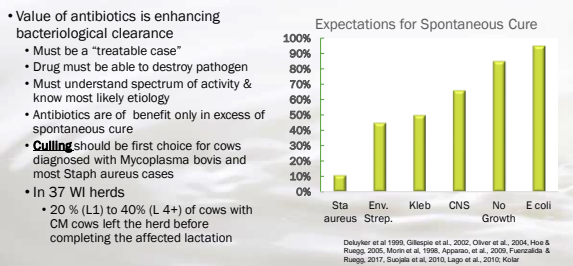 • Value of antibiotics is enhancing
bacteriological clearance
• Must be a "treatable case"
• Drug must be able to destroy pathogen
• Must understand spectrum of activity &
know most likely etiology
• Antibiotics are of benefit only in excess of
spontaneous cure
• Culling should be first choice for cows
diagnosed with Mycoplasma bovis and
most Staph aureus cases
• In 37 WI herds
• 20 % (L1) to 40% (L 4+) of cows with
CM cows left the herd before
completing the affected lactation
Expectations for Spontaneous Cure
100%
90%
80%
70%
60%
50%
40%
30%
20%
10%
0%
Sta aureus
Env. Strep.
Kleb
CNS
No Growth
E coli
Deluyker et al 1999, Gillespie et al., 2002, Oliver et al., 2004, Hoe &
Ruegg, 2005, Morin et al, 1998, Apparao, et al., 2009, Fuenzalida &
Ruegg, 2017, Suojala et al, 2010, Lago et al., 2010; Kolar